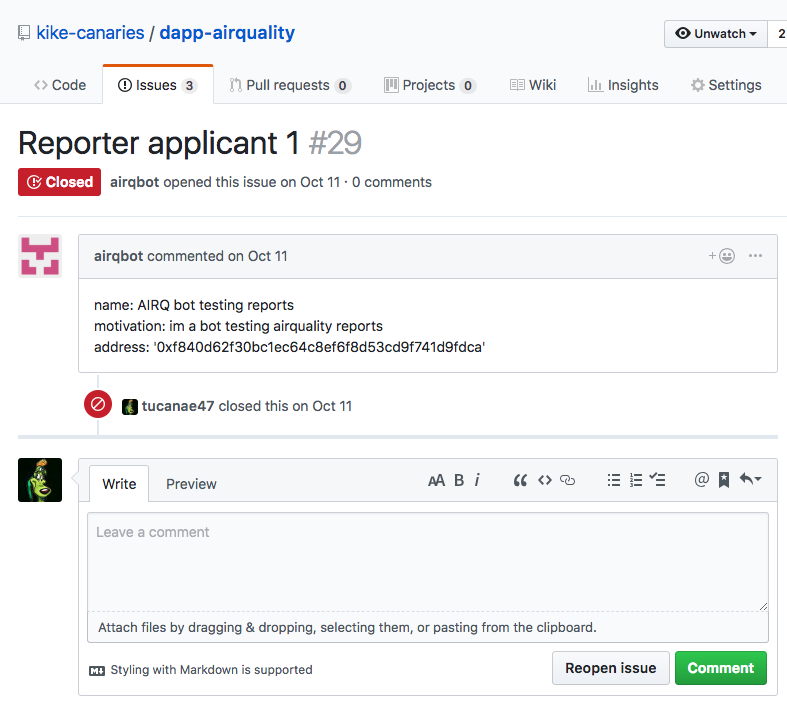 kike-canaries / dapp-airquality
Unwatch 2
Code Issues 3 Pull requests 0 Projects 0 Wiki Insights Settings
Reporter applicant 1 #29
Closed airqbot opened this issue on Oct 11 · 0 comments
airqbot commented on Oct 11
name: AIRQ bot testing reports
motivation: im a bot testing airquality reports
address: '0xf840d62f30bc1ec64c8ef6f8d53cd9f741d9fdca'
tucanae47 closed this on Oct 11
Write Preview
Leave a comment
Attach files by dragging & dropping, selecting them, or pasting from the clipboard.
Styling with Markdown is supported
Reopen issue Comment